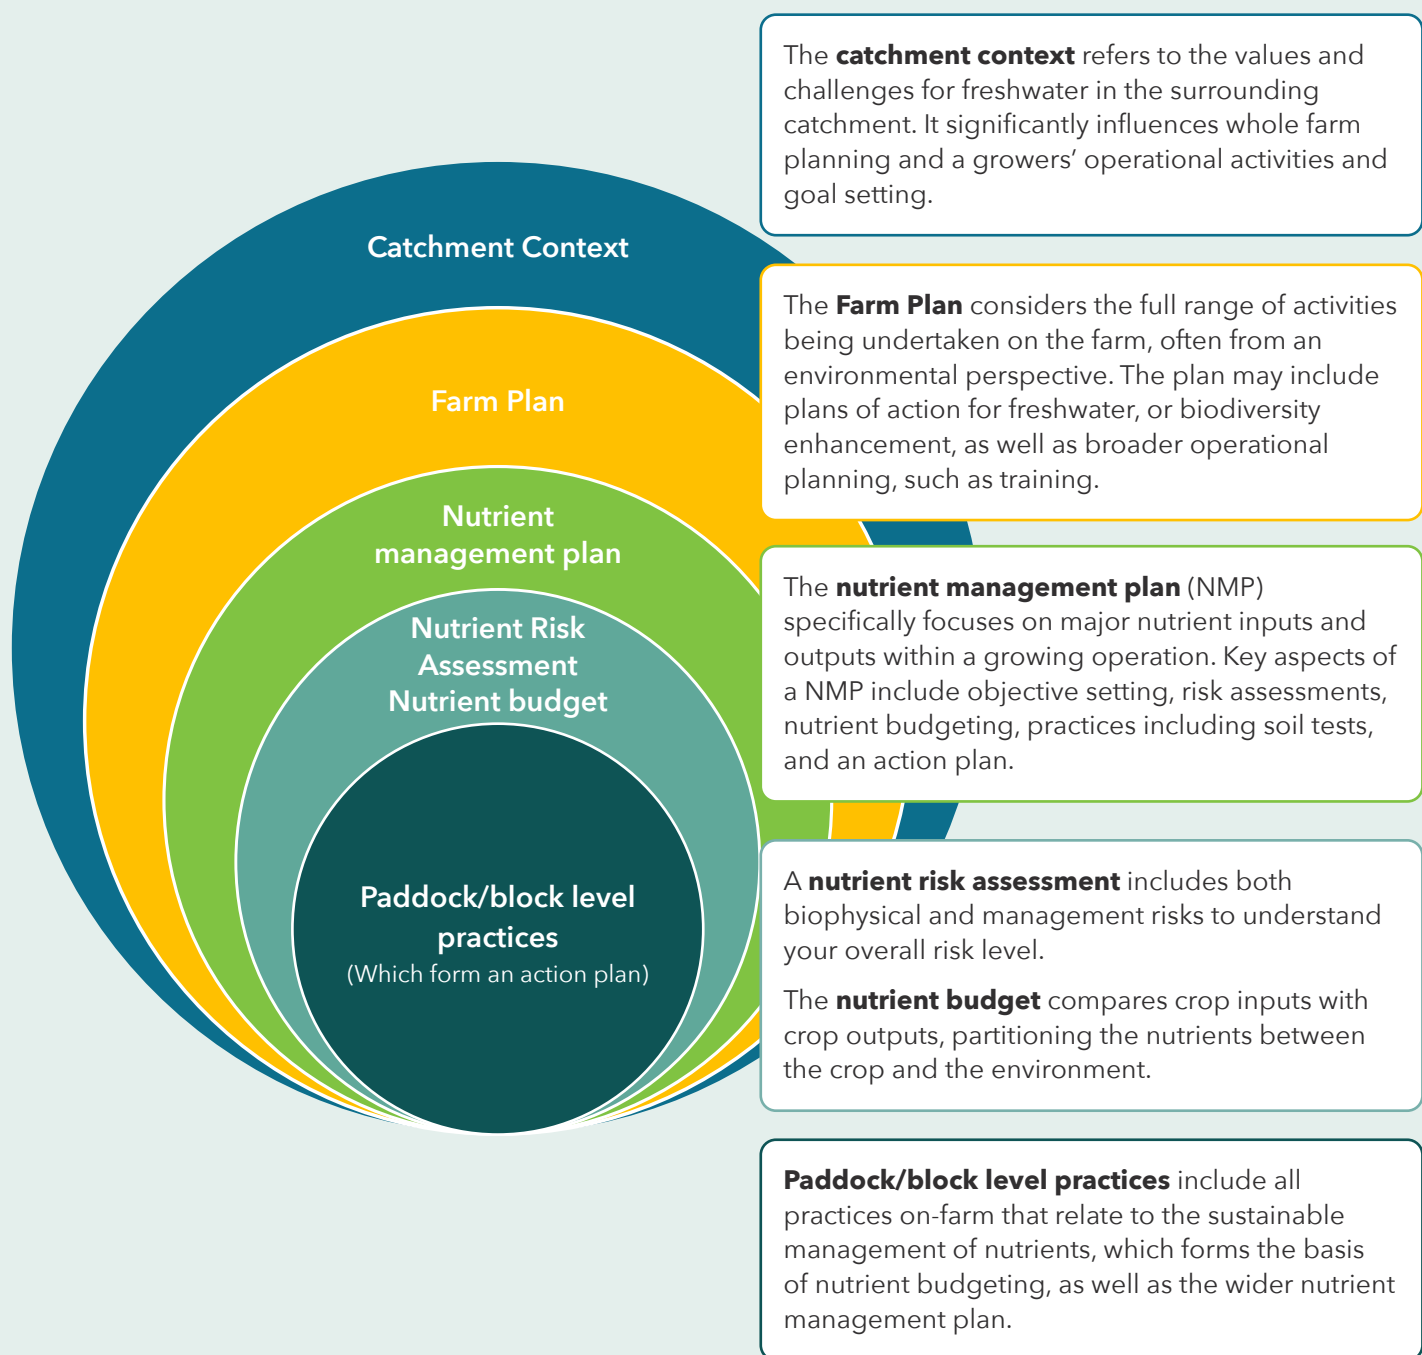 Catchment Context
Farm Plan
Nutrient
management plan
Nutrient Risk
Assessment
Nutrient budget
Paddock/block level
practices
(Which form an action plan)
The catchment context refers to the values and
challenges for freshwater in the surrounding
catchment. It significantly influences whole farm
planning and a growers’ operational activities and
goal setting.
The Farm Plan considers the full range of activities
being undertaken on the farm, often from an
environmental perspective. The plan may include
plans of action for freshwater, or biodiversity
enhancement, as well as broader operational
planning, such as training.
The nutrient management plan (NMP)
specifically focuses on major nutrient inputs and
outputs within a growing operation. Key aspects of
a NMP include objective setting, risk assessments,
nutrient budgeting, practices including soil tests,
and an action plan.
A nutrient risk assessment includes both
biophysical and management risks to understand
your overall risk level.
The nutrient budget compares crop inputs with
crop outputs, partitioning the nutrients between
the crop and the environment.
Paddock/block level practices include all
practices on-farm that relate to the sustainable
management of nutrients, which forms the basis
of nutrient budgeting, as well as the wider nutrient
management plan.